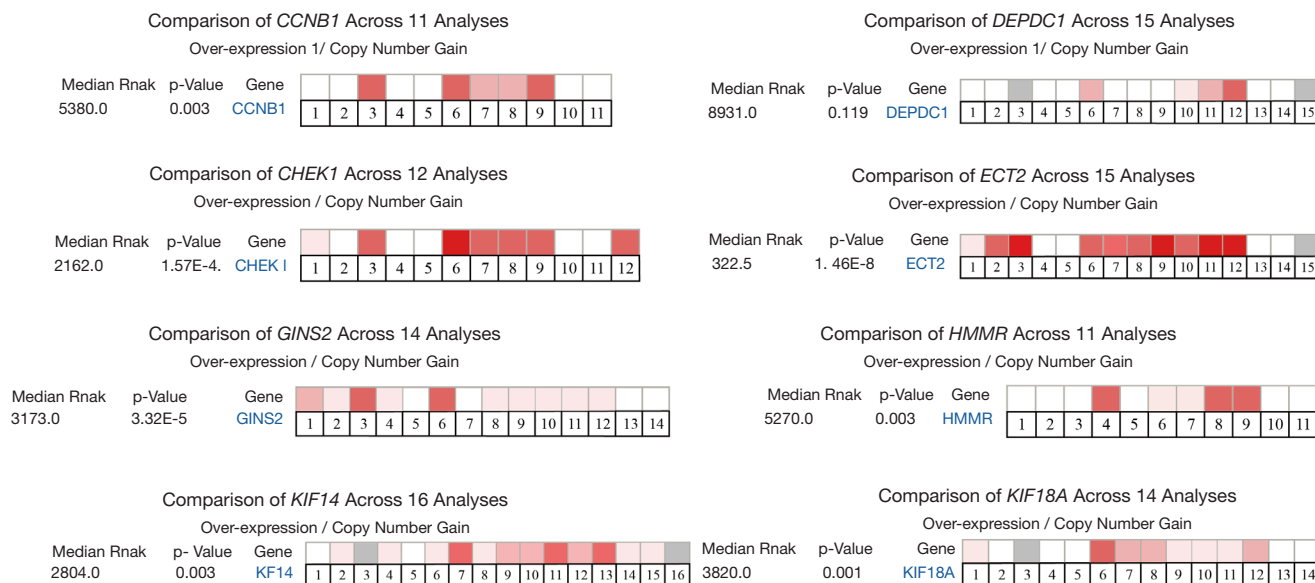 Comparison of CCNB1 Across 11 Analyses
Over-expression 1/ Copy Number Gain
Median Rnak p-Value Gene
5380.0 0.003 CCNB1
1 2 3 4 5 6 7 8 9 10 11
Comparison of DEPDC1 Across 15 Analyses
Over-expression 1/ Copy Number Gain
Median Rnak p-Value Gene
8931.0 0.119 DEPDC1
1 2 3 4 5 6 7 8 9 10 11 12 13 14 15
Comparison of CHEK1 Across 12 Analyses
Over-expression / Copy Number Gain
Median Rnak p-Value Gene
2162.0 1.57E-4. CHEK I
1 2 3 4 5 6 7 8 9 10 11 12
Comparison of ECT2 Across 15 Analyses
Over-expression / Copy Number Gain
Median Rnak p-Value Gene
322.5 1. 46E-8 ECT2
1 2 3 4 5 6 7 8 9 10 11 12 13 14 15
Comparison of GINS2 Across 14 Analyses
Over-expression / Copy Number Gain
Median Rnak p-Value Gene
3173.0 3.32E-5 GINS2
1 2 3 4 5 6 7 8 9 10 11 12 13 14
Comparison of HMMR Across 11 Analyses
Over-expression / Copy Number Gain
Median Rnak p-Value Gene
5270.0 0.003 HMMR
1 2 3 4 5 6 7 8 9 10 11
Comparison of KIF14 Across 16 Analyses
Over-expression / Copy Number Gain
Median Rnak p- Value Gene
2804.0 0.003 KF14
1 2 3 4 5 6 7 8 9 10 11 12 13 14 15 16
Comparison of KIF18A Across 14 Analyses
Over-expression / Copy Number Gain
Median Rnak p-Value Gene
3820.0 0.001 KIF18A
1 2 3 4 5 6 7 8 9 10 11 12 13 14